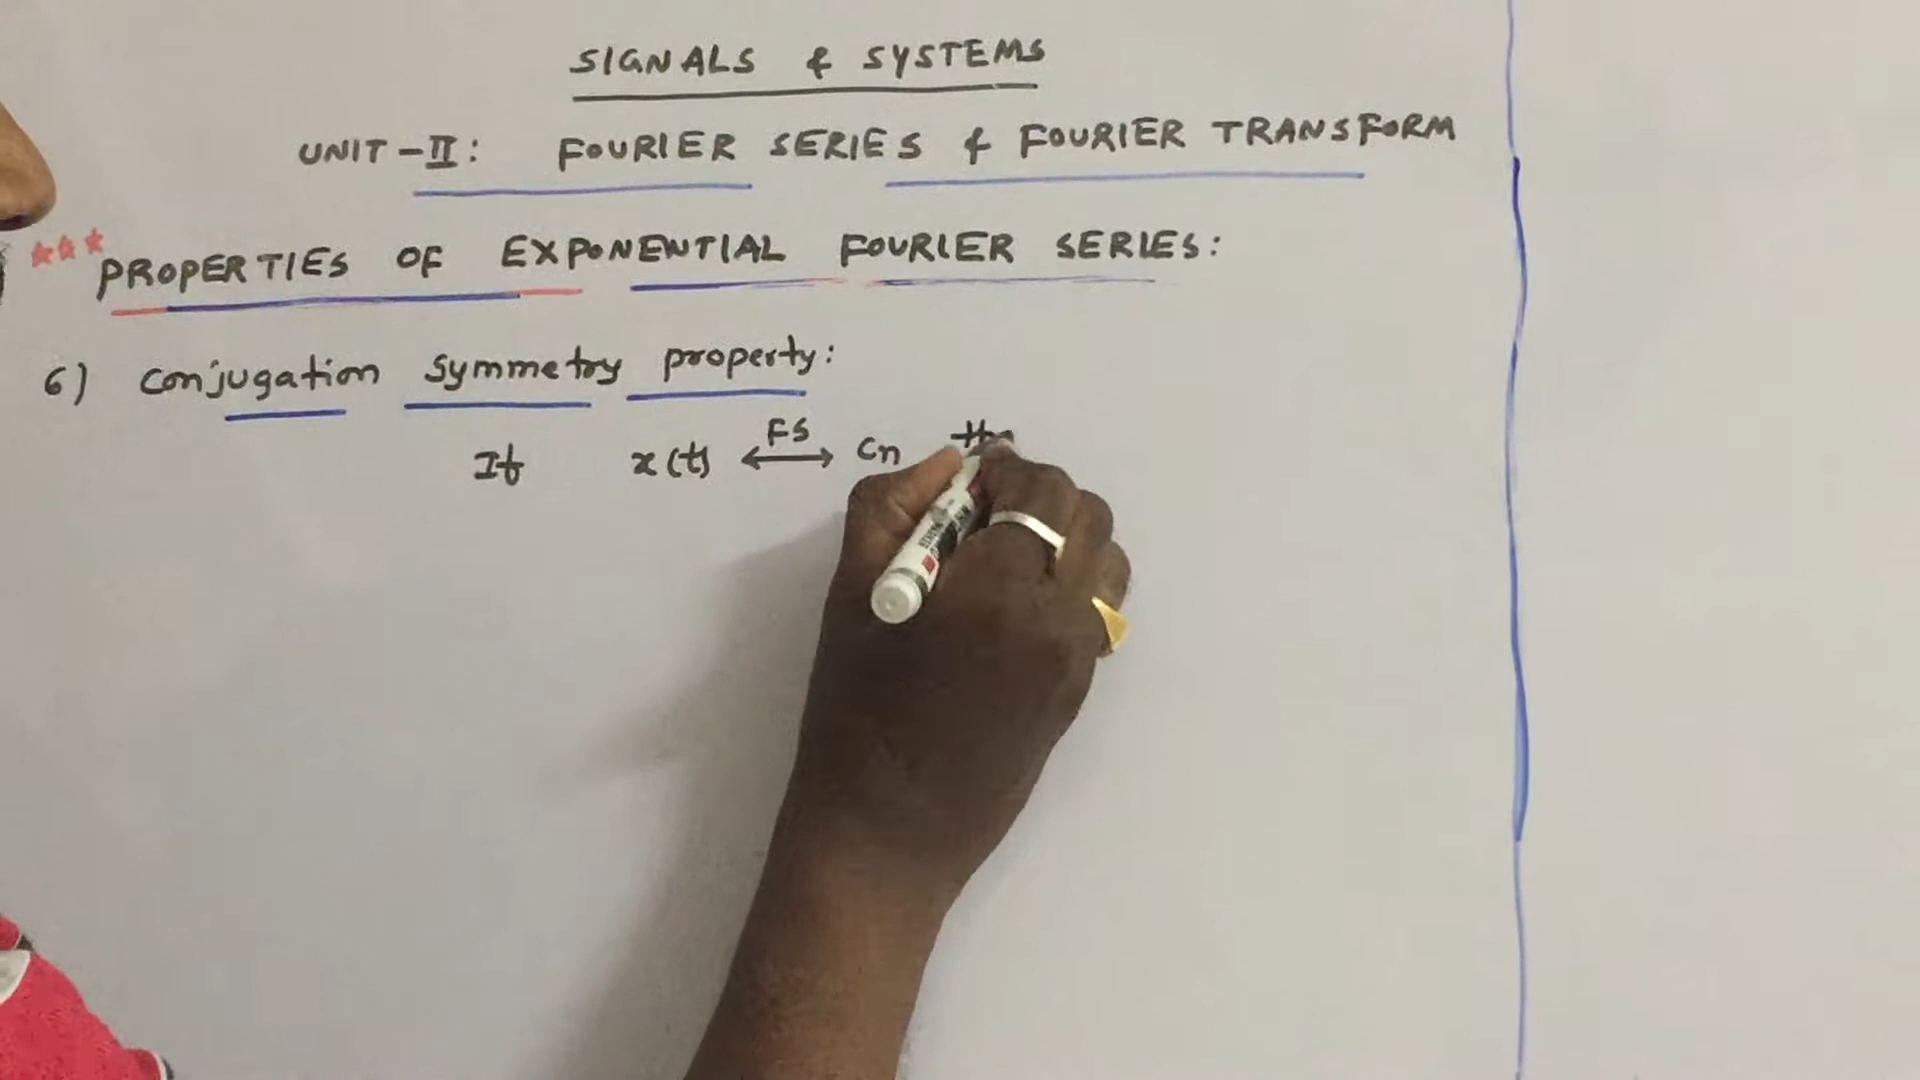 SIGNALS & SYSTEMS
UNIT-II: FOURIER SERIES & FOURIER TRANSFORM
*** PROPERTIES OF EXPONENTIAL FOURIER SERIES:
6) Conjugation Symmetry property:
If x(t) <-FS-> Cn